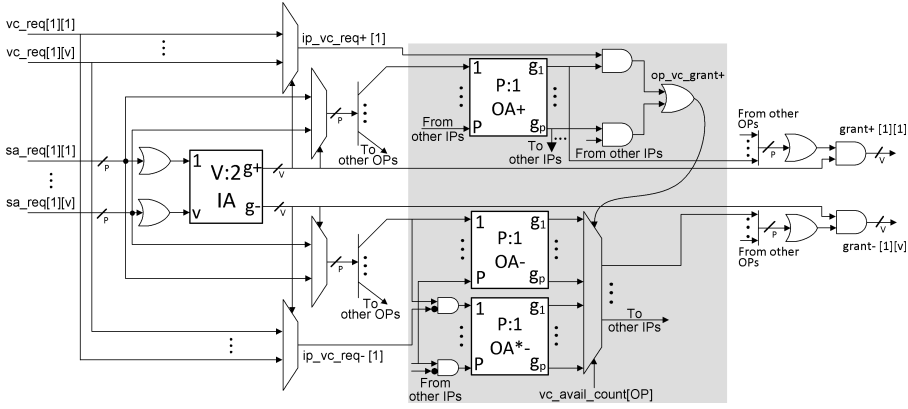 vc_req[1][1]
vc_req[1][v]
ip_vc_req+ [1]
op_vc_grant+
1
P:1
OA+
P
g1
gp
From
other IPs
P
To
other OPs
To
other IPs
From other IPs
From other
OPs
P
grant+ [1][1]
V
sa_req[1][1]
P
sa_req[1][v]
P
1
V:2
IA
v
g+
g-
V
V
P
To
other OPs
1
P:1
OA-
P
g1
gp
1
P:1
OA*-
P
g1
gp
From other
OPs
P
grant- [1][v]
V
To
other IPs
ip_vc_req- [1]
From
other IPs
vc_avail_count[OP]